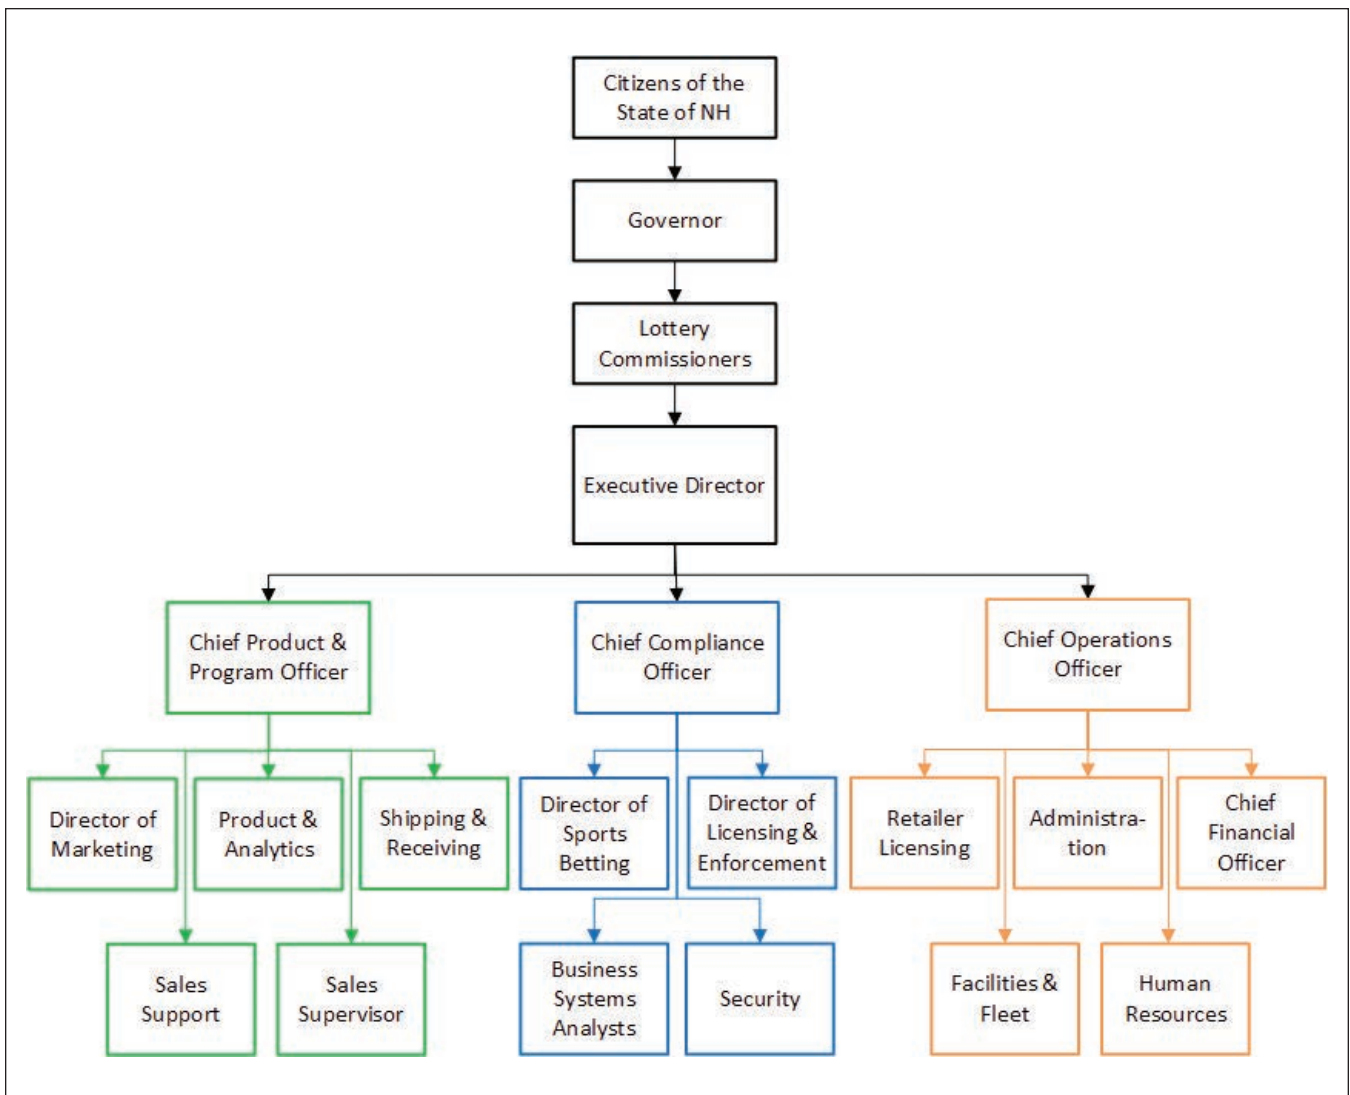 Citizens of the
State of NH
Governor
Lottery
Commissioners
Executive Director
Chief Product &
Program Officer
Chief Compliance
Officer
Chief Operations
Officer
Director of
Marketing
Product &
Analytics
Shipping &
Receiving
Director of
Sports
Betting
Director of
Licensing &
Enforcement
Retailer
Licensing
Administra-
tion
Chief
Financial
Officer
Sales
Support
Sales
Supervisor
Business
Systems
Analysts
Security
Facilities &
Fleet
Human
Resources